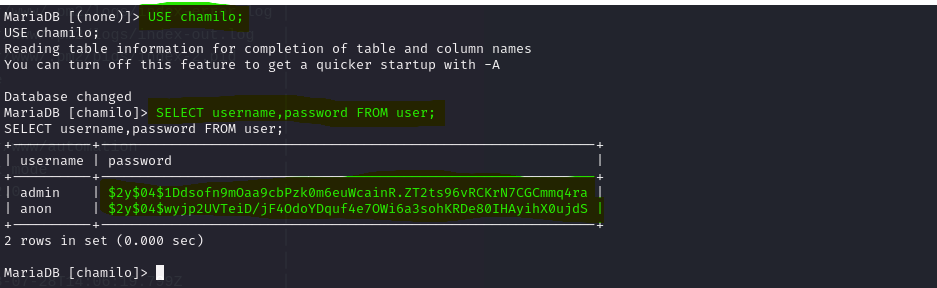 MariaDB [(none)]> USE chamilo;
USE chamilo;
Reading table information for completion of table and column names
You can turn off this feature to get a quicker startup with -A
Database changed
MariaDB [chamilo]> SELECT username,password FROM user;
SELECT username,password FROM user;
+----------+--------------------------------------------------------------+
| username | password |
+----------+--------------------------------------------------------------+
| admin | $2y$04$1Ddsofn9mOaa9cbPzk0m6euWcainR.ZT2ts96vRCKrN7CGCmmq4ra |
| anon | $2y$04$wyjp2UVTeiD/jF4OdoYDquf4e7OWi6a3sohKRDe80IHAyihX0ujdS |
+----------+--------------------------------------------------------------+
2 rows in set (0.000 sec)
MariaDB [chamilo]>